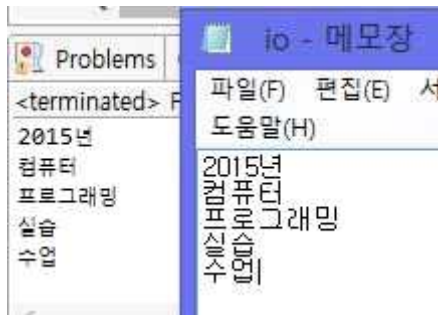 Problems
<terminated> F
2015년
컴퓨터
프로그래밍
실습
수업
io - 메모장
파일(F) 편집(E) 서
도움말(H)
2015년
컴퓨터
프로그래밍
실습
수업